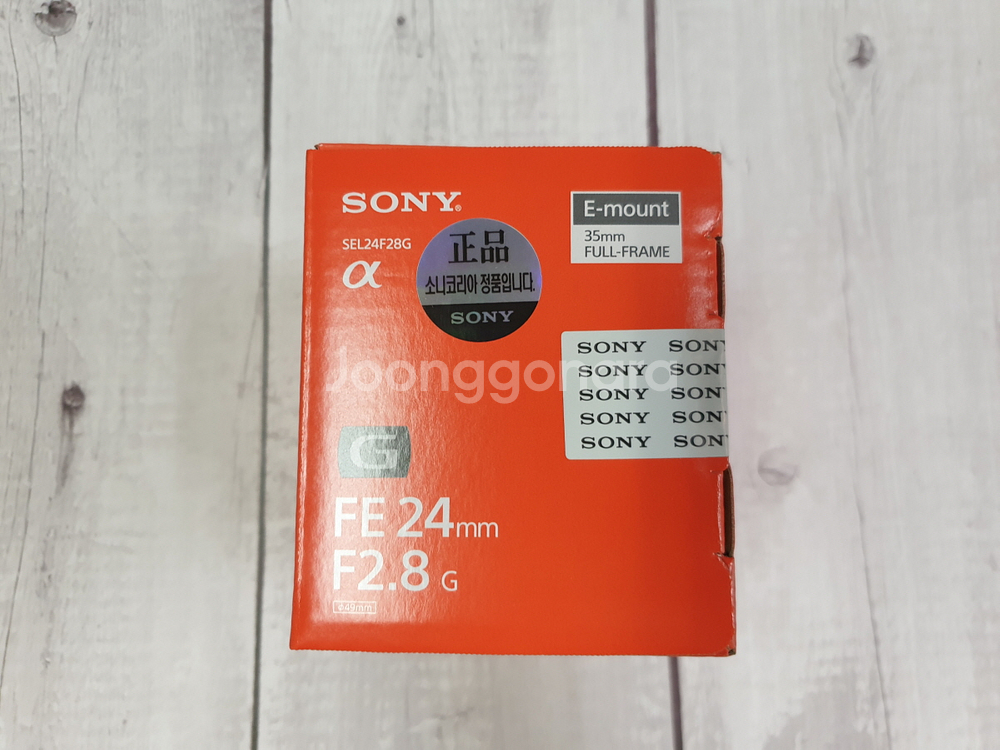 SONY®
E-mount
35mm
FULL-FRAME
SEL24F28G
α
正品
소니코리아 정품입니다.
SONY
SONY SONY
SONY SONY
SONY SONY
SONY SONY
SONY SONY
Joonggonara
G
FE 24mm
F2.8 G
ø49mm